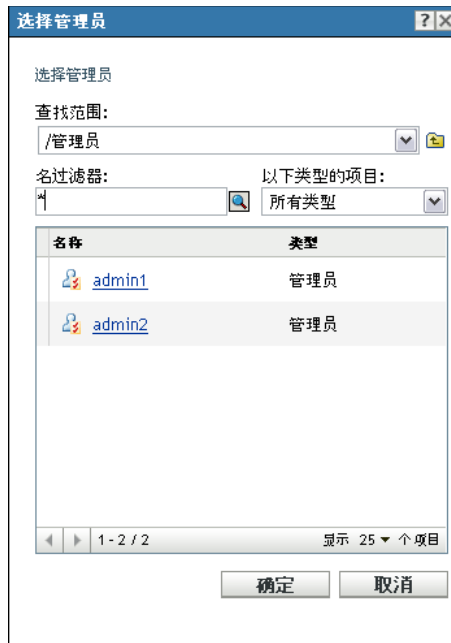 选择管理员
选择管理员
查找范围:
/管理员
名过滤器: 以下类型的项目:
* 所有类型
名称 类型
admin1 管理员
admin2 管理员
1 - 2 / 2 显示 25 个项目
确定 取消